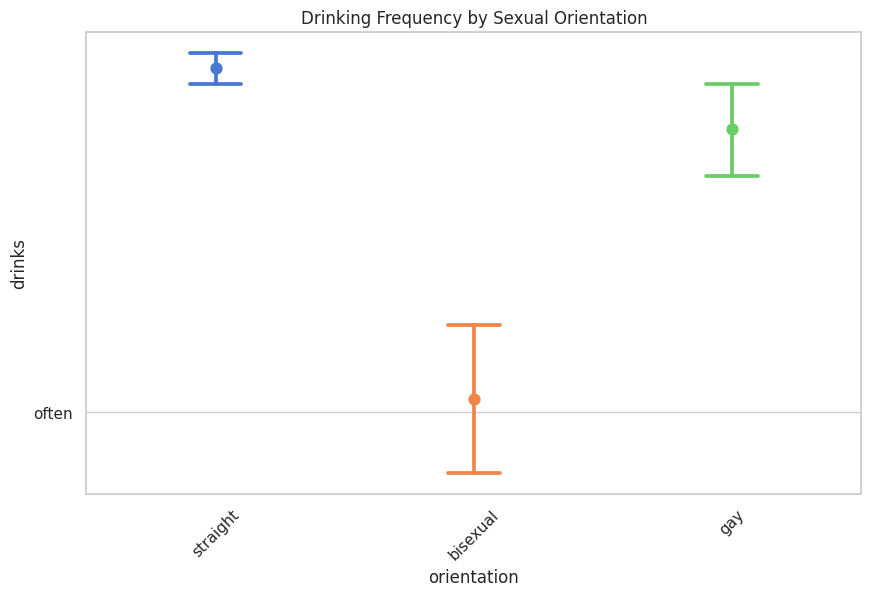 Drinking Frequency by Sexual Orientation
drinks
often
straight
bisexual
gay
orientation